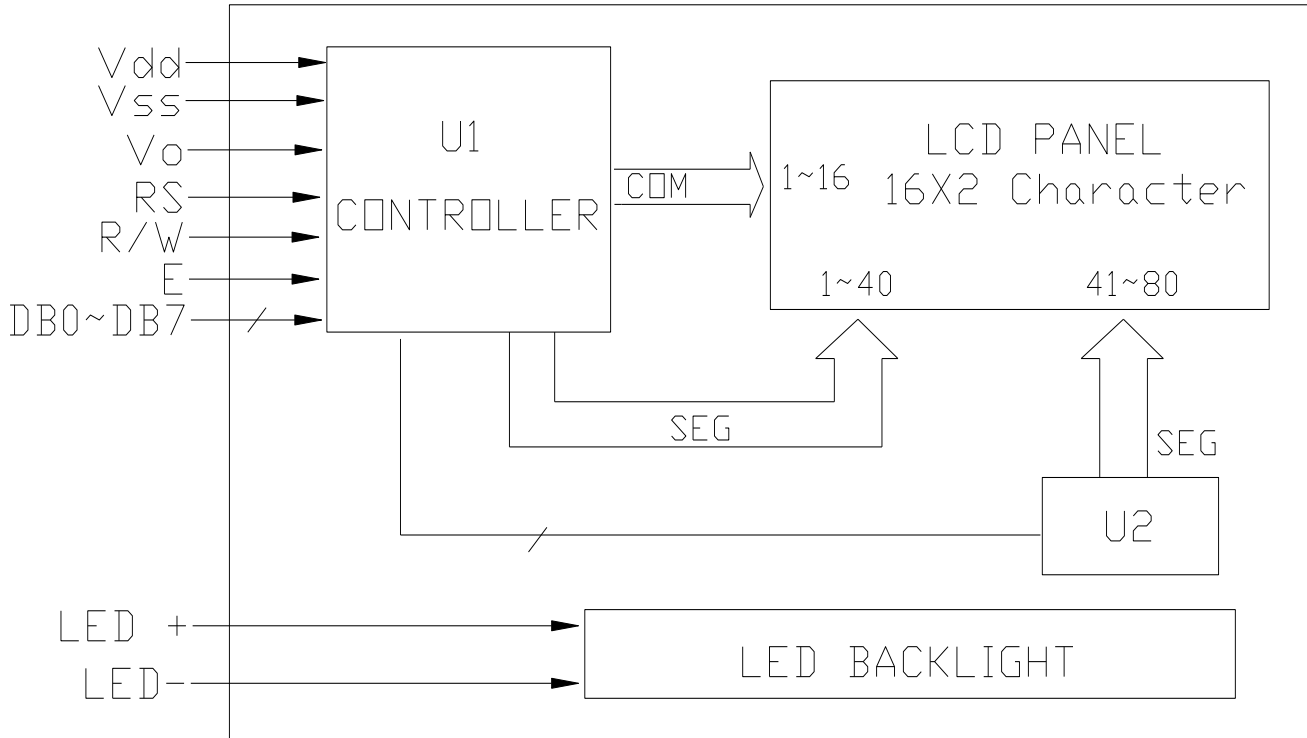 Vdd
Vss
Vo
RS
R/W
E
DB0~DB7
U1
CONTROLLER
COM
1~16
LCD PANEL
16X2 Character
1~40
41~80
SEG
SEG
U2
LED +
LED-
LED BACKLIGHT